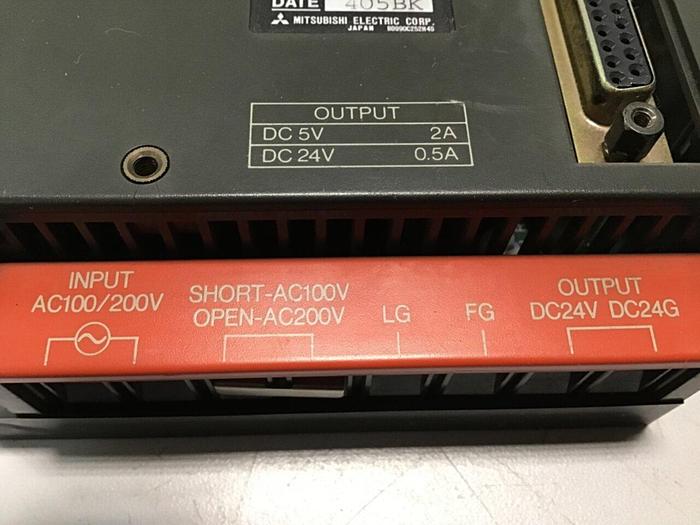 DATE 405BK
MITSUBISHI ELECTRIC CORP.
JAPAN BD990C252H45
OUTPUT
DC 5V 2A
DC 24V 0.5A
INPUT
AC100/200V
SHORT-AC100V
OPEN-AC200V
LG
FG
OUTPUT
DC24V DC24G